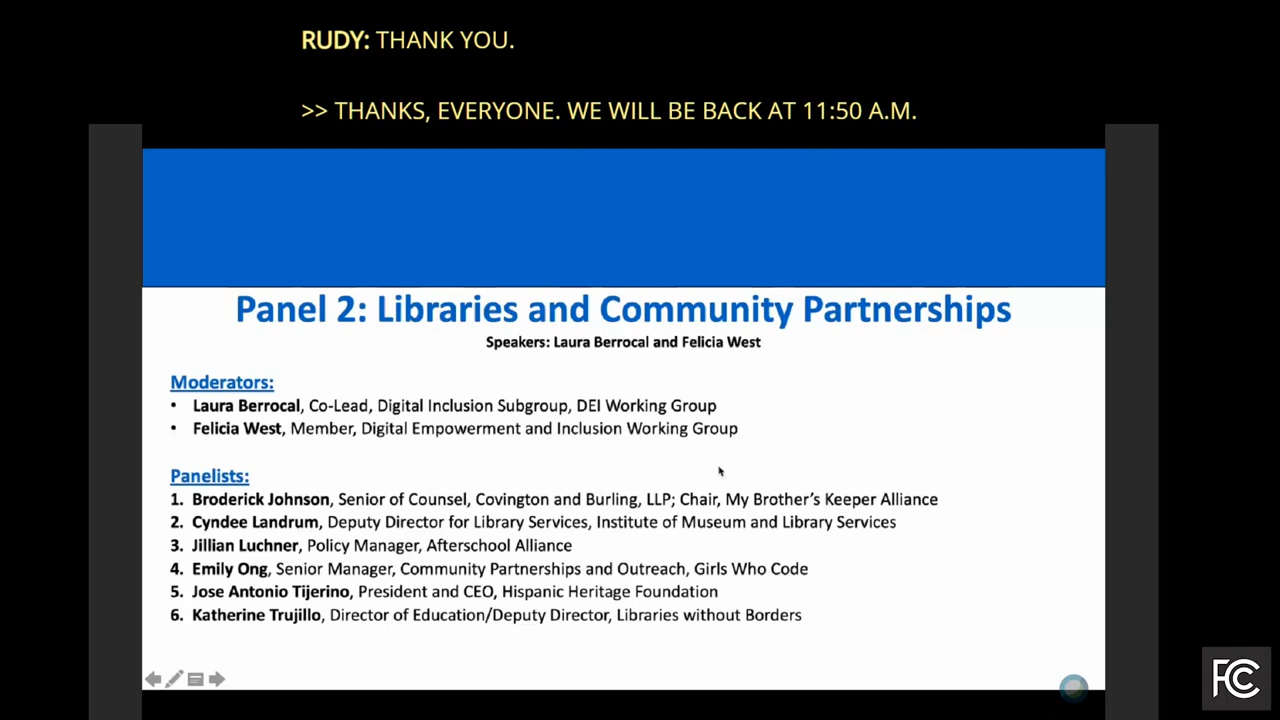 RUDY: THANK YOU.
>> THANKS, EVERYONE. WE WILL BE BACK AT 11:50 A.M.
Panel 2: Libraries and Community Partnerships
Speakers: Laura Berrocal and Felicia West
Moderators:
• Laura Berrocal, Co-Lead, Digital Inclusion Subgroup, DEI Working Group
• Felicia West, Member, Digital Empowerment and Inclusion Working Group
Panelists:
1. Broderick Johnson, Senior of Counsel, Covington and Burling, LLP; Chair, My Brother's Keeper Alliance
2. Cyndee Landrum, Deputy Director for Library Services, Institute of Museum and Library Services
3. Jillian Luchner, Policy Manager, Afterschool Alliance
4. Emily Ong, Senior Manager, Community Partnerships and Outreach, Girls Who Code
5. Jose Antonio Tijerino, President and CEO, Hispanic Heritage Foundation
6. Katherine Trujillo, Director of Education/Deputy Director, Libraries without Borders
FCC